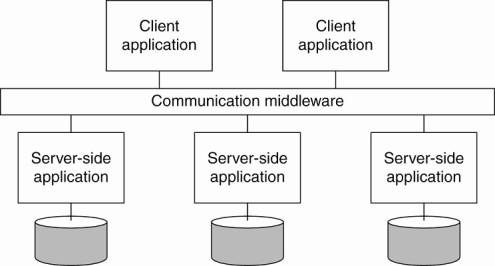 Client
application
Client
application
Communication middleware
Server-side
application
Server-side
application
Server-side
application